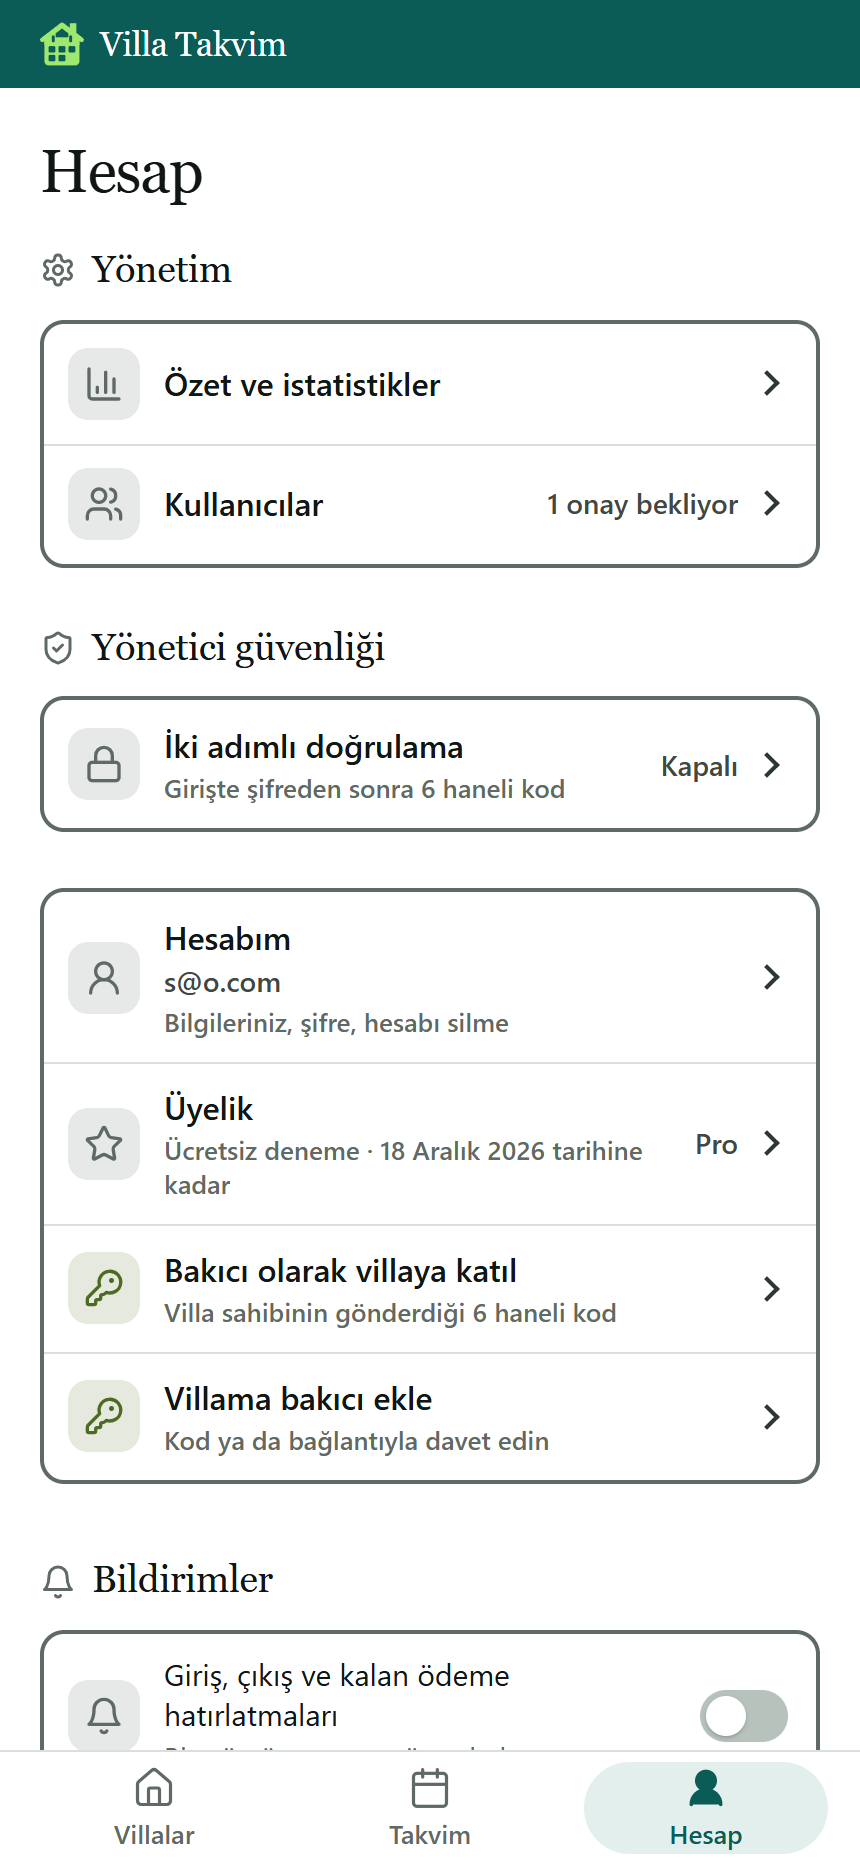 Villa Takvim
Hesap
Yönetim
Özet ve istatistikler
Kullanıcılar
1 onay bekliyor
Yönetici güvenliği
İki adımlı doğrulama
Girişte şifreden sonra 6 haneli kod
Kapalı
Hesabım
s@o.com
Bilgileriniz, şifre, hesabı silme
Üyelik
Ücretsiz deneme · 18 Aralık 2026 tarihine
kadar
Pro
Bakıcı olarak villaya katıl
Villa sahibinin gönderdiği 6 haneli kod
Villama bakıcı ekle
Kod ya da bağlantıyla davet edin
Bildirimler
Giriş, çıkış ve kalan ödeme
hatırlatmaları
Villalar
Takvim
Hesap